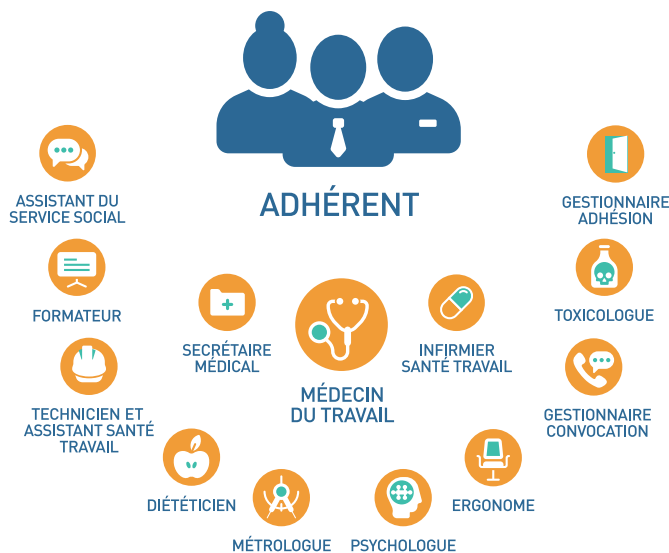 ADHÉRENT
ASSISTANT DU
SERVICE SOCIAL
GESTIONNAIRE
ADHÉSION
FORMATEUR
TOXICOLOGUE
SECRÉTAIRE
MÉDICAL
INFIRMIER
SANTÉ TRAVAIL
MÉDECIN
DU TRAVAIL
TECHNICIEN ET
ASSISTANT SANTÉ
TRAVAIL
GESTIONNAIRE
CONVOCATION
DIÉTÉTICIEN
ERGONOME
MÉTROLOGUE
PSYCHOLOGUE